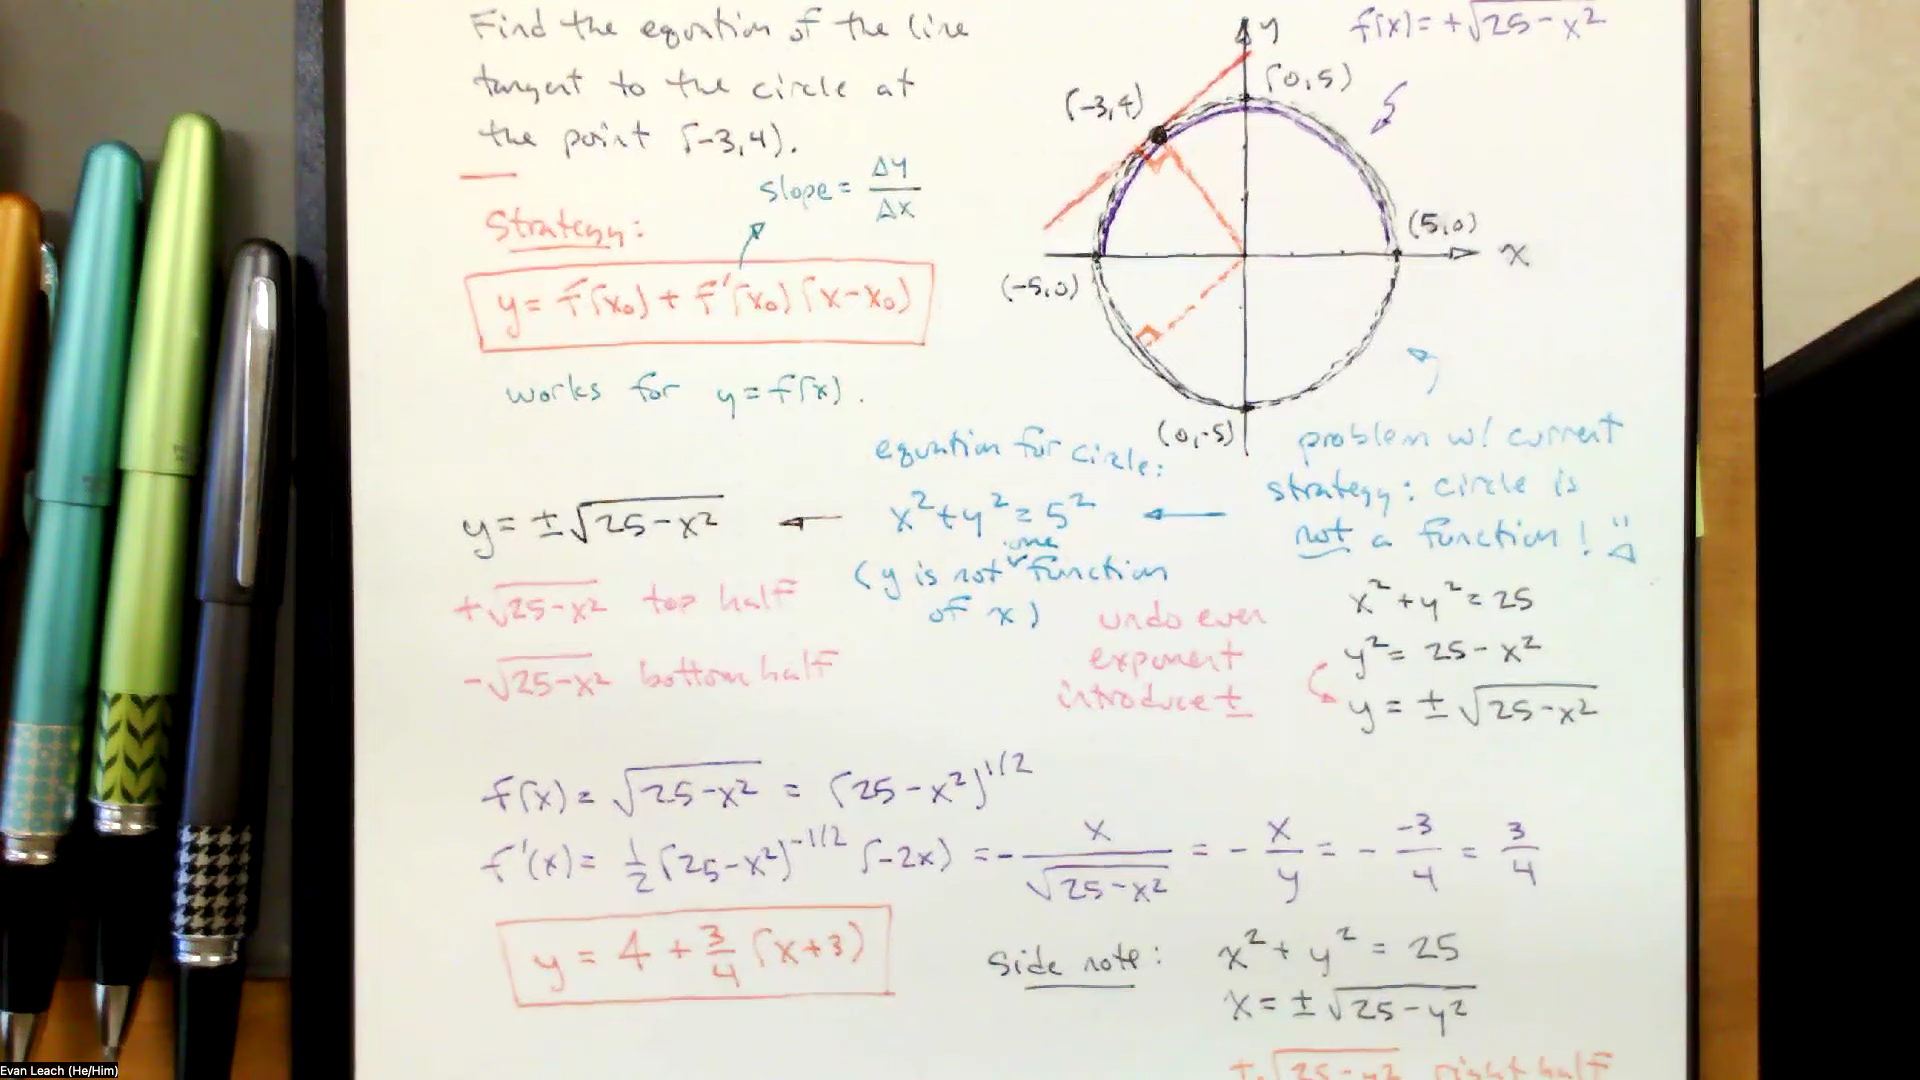 Find the equation of the line
tangent to the circle at
the point (-3,4).
slope = Δy/Δx
Strategy:
y = f(x₀) + f'(x₀)(x-x₀)
works for y = f(x).
f(x) = +√25-x²
y
(0,5)
(-3,4)
(5,0)
x
(-5,0)
(0,-5)
problem w/ current
strategy: circle is
not a function!
equation for circle:
x²+y²=5²
(y is not one function
of x)
y = ±√25-x²
+√25-x² top half
-√25-x² bottom half
x²+y²=25
y² = 25-x²
y = ±√25-x²
undo even
exponent
introduce ±
f(x) = √25-x² = (25-x²)^1/2
f'(x) = 1/2 (25-x²)^-1/2 (-2x) = - x/√25-x² = - x/y = - -3/4 = 3/4
y = 4 + 3/4 (x+3)
Side note: x² + y² = 25
x = ±√25-y²
+√25-y² right half
Evan Leach (He/Him)